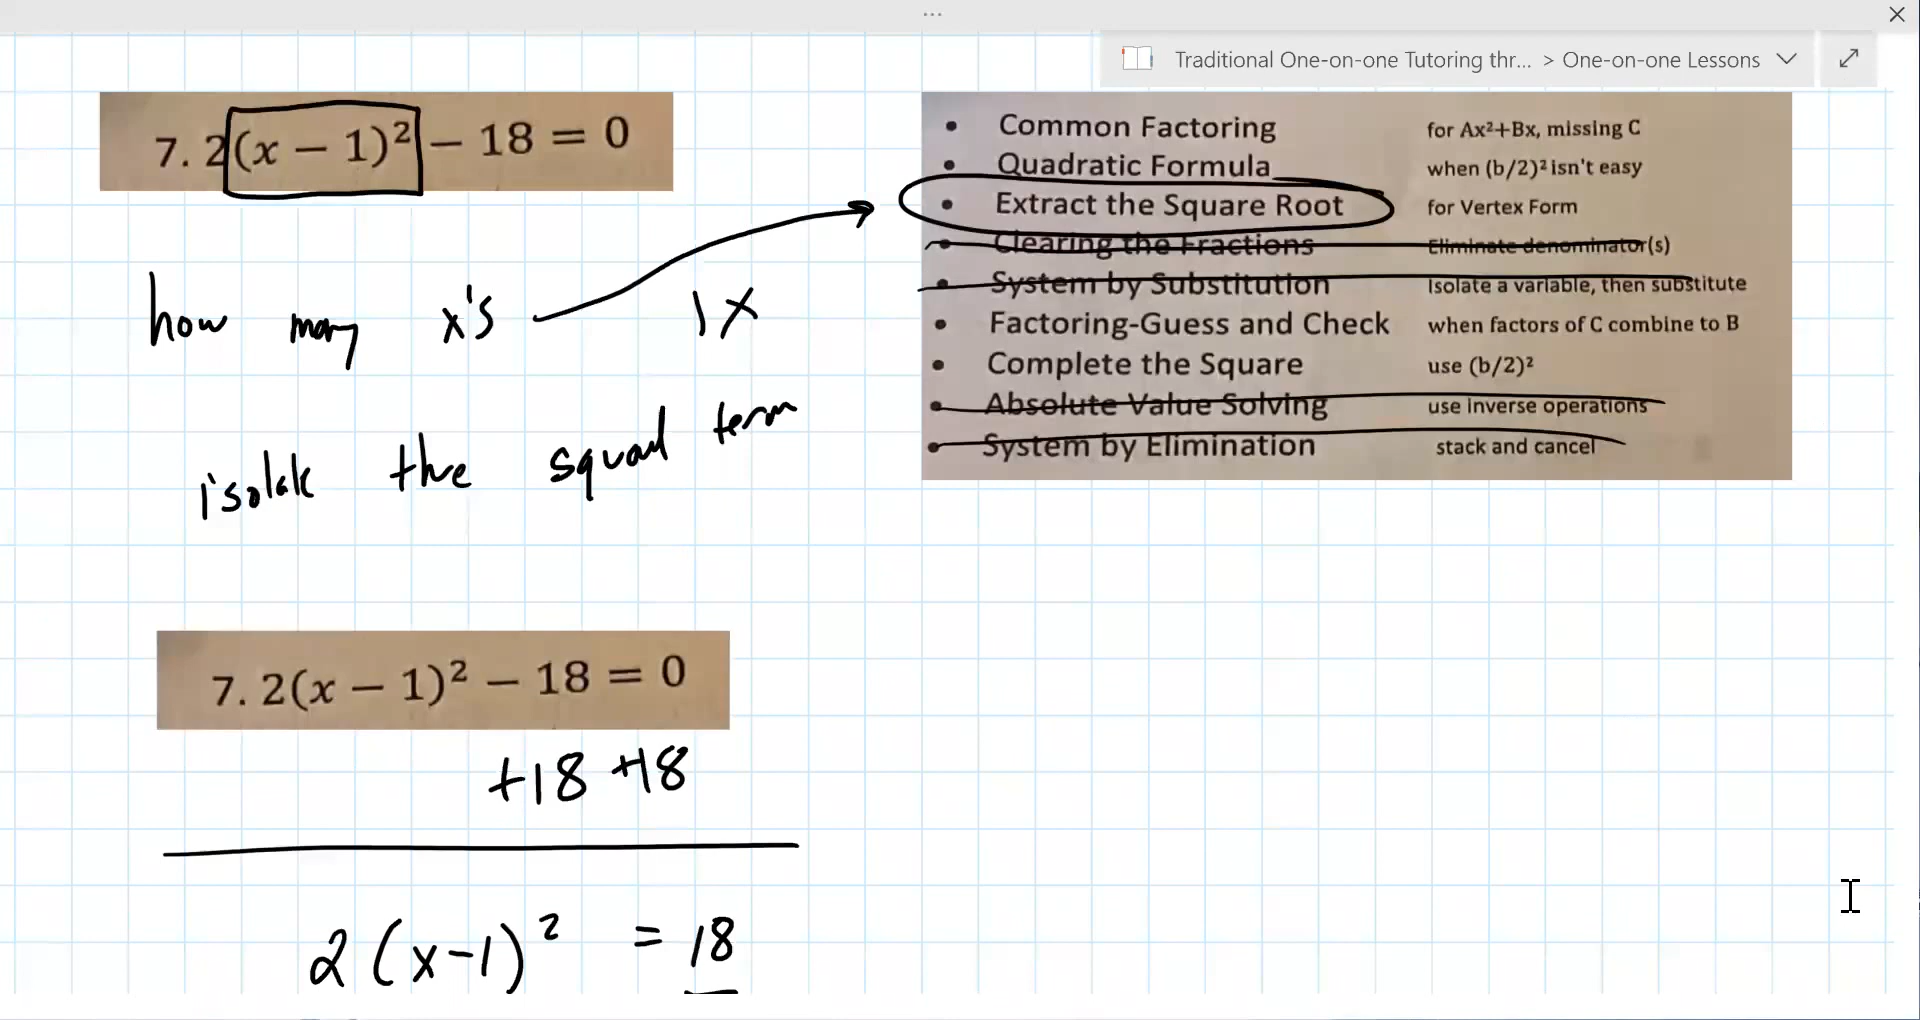 ...
Traditional One-on-one Tutoring thr... > One-on-one Lessons
7. 2(x − 1)² − 18 = 0
• Common Factoring for Ax²+Bx, missing C
• Quadratic Formula when (b/2)² isn't easy
• Extract the Square Root for Vertex Form
• Clearing the Fractions Eliminate denominator(s)
• System by Substitution Isolate a variable, then substitute
• Factoring-Guess and Check when factors of C combine to B
• Complete the Square use (b/2)²
• Absolute Value Solving use inverse operations
• System by Elimination stack and cancel
how many x's 1x
isolate the squared term
7. 2(x − 1)² − 18 = 0
+18 +18
2(x-1)² = 18